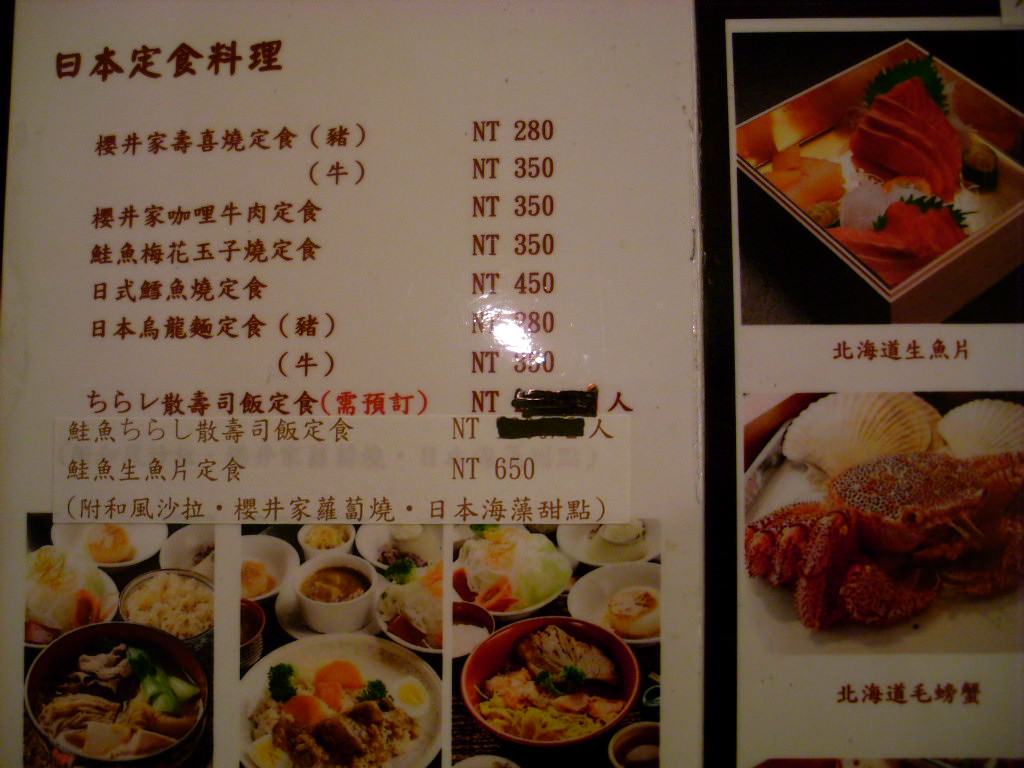 日本定食料理
櫻井家壽喜燒定食（豬） NT 280
（牛） NT 350
櫻井家咖哩牛肉定食 NT 350
鮭魚梅花玉子燒定食 NT 350
日式鱈魚燒定食 NT 450
日本烏龍麵定食（豬） NT 80
（牛） NT 350
ちらレ散壽司飯定食(需預訂) NT 人
鮭魚ちらし散壽司飯定食 NT 人
鮭魚生魚片定食 NT 650
(附和風沙拉・櫻井家蘿蔔燒・日本海藻甜點)
北海道生魚片
北海道毛螃蟹